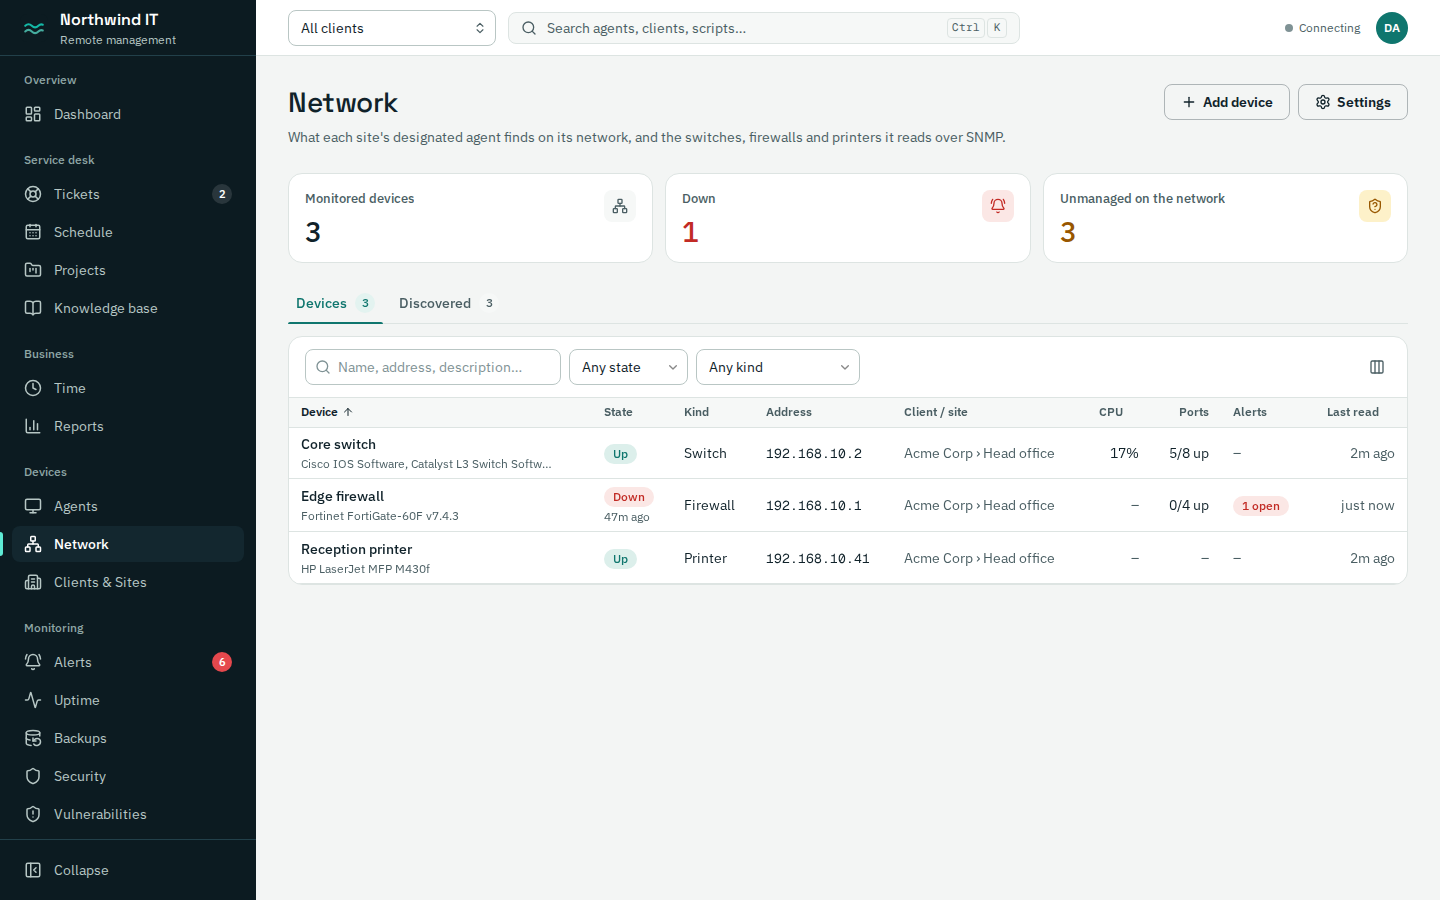 Northwind IT
Remote management
All clients
Search agents, clients, scripts...
Ctrl K
Connecting
DA
Overview
Dashboard
Service desk
Tickets 2
Schedule
Projects
Knowledge base
Business
Time
Reports
Devices
Agents
Network
Clients & Sites
Monitoring
Alerts 6
Uptime
Backups
Security
Vulnerabilities
Collapse
Network
Add device
Settings
What each site's designated agent finds on its network, and the switches, firewalls and printers it reads over SNMP.
Monitored devices
3
Down
1
Unmanaged on the network
3
Devices 3
Discovered 3
Name, address, description...
Any state
Any kind
Device State Kind Address Client / site CPU Ports Alerts Last read
Core switch
Cisco IOS Software, Catalyst L3 Switch Softw...
Up Switch 192.168.10.2 Acme Corp › Head office 17% 5/8 up – 2m ago
Edge firewall
Fortinet FortiGate-60F v7.4.3
Down
47m ago
Firewall 192.168.10.1 Acme Corp › Head office – 0/4 up 1 open just now
Reception printer
HP LaserJet MFP M430f
Up Printer 192.168.10.41 Acme Corp › Head office – – – 2m ago